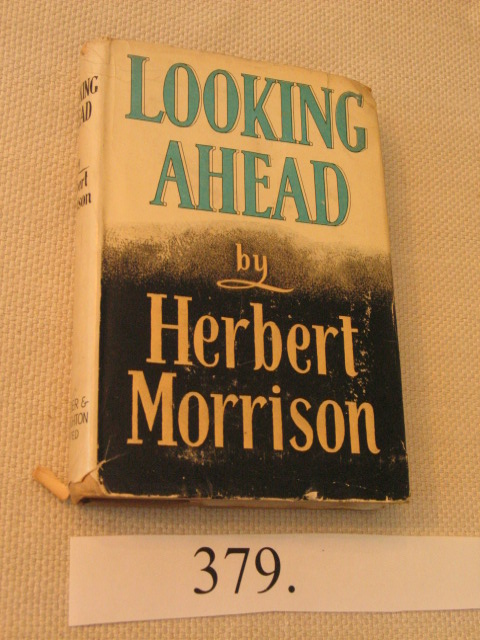 LOOKING
AHEAD
by
Herbert
Morrison
379.